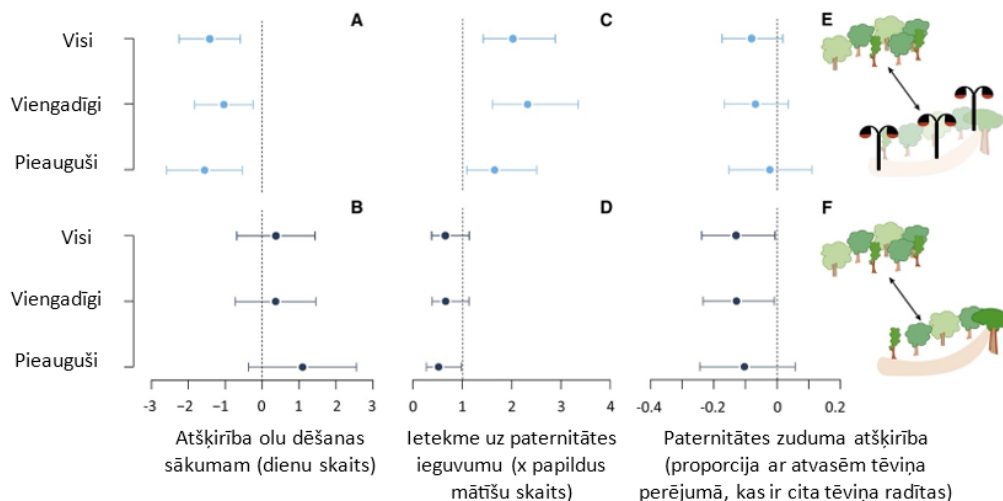 A
C
E
Visi
Viengadīgi
Pieauguši
B
D
F
Visi
Viengadīgi
Pieauguši
-3 −2 −1 0 1 2 3
0 1 2 3 4
-0.4 -0.2 0 0.2
Atšķirība olu dēšanas
sākumam (dienu skaits)
Ietekme uz paternitātes
ieguvumu (x papildus
mātīšu skaits)
Paternitātes zuduma atšķirība
(proporcija ar atvasēm tēviņa
perējumā, kas ir cita tēviņa radītas)